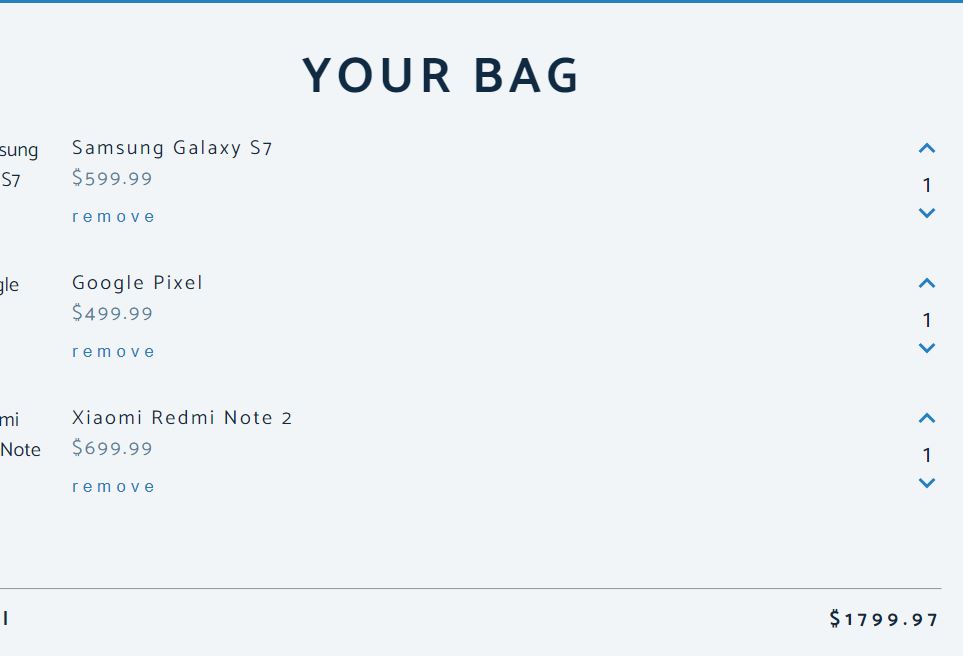 YOUR BAG
sung
S7
Samsung Galaxy S7
$599.99
remove
1
gle
Google Pixel
$499.99
remove
1
mi
Note
Xiaomi Redmi Note 2
$699.99
remove
1
l
$1799.97